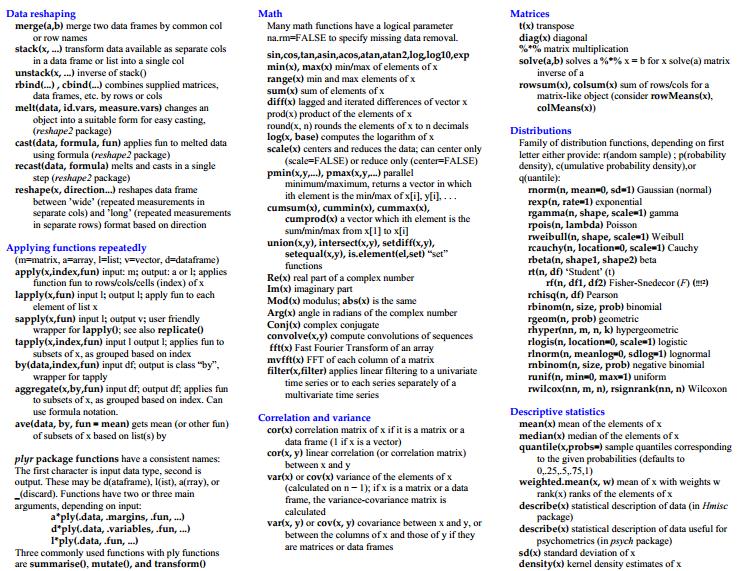 Data reshaping
merge(a,b) merge two data frames by common col
or row names
stack(x, ...) transform data available as separate cols
in a data frame or list into a single col
unstack(x, ...) inverse of stack()
rbind(...) , cbind(...) combines supplied matrices,
data frames, etc. by rows or cols
melt(data, id.vars, measure.vars) changes an
object into a suitable form for easy casting,
(reshape2 package)
cast(data, formula, fun) applies fun to melted data
using formula (reshape2 package)
recast(data, formula) melts and casts in a single
step (reshape2 package)
reshape(x, direction...) reshapes data frame
between 'wide' (repeated measurements in
separate cols) and 'long' (repeated measurements
in separate rows) format based on direction
Applying functions repeatedly
(m=matrix, a=array, l=list; v=vector, d=dataframe)
apply(x,index,fun) input: m; output: a or l; applies
function fun to rows/cols/cells (index) of x
lapply(x,fun) input l; output l; apply fun to each
element of list x
sapply(x,fun) input l; output v; user friendly
wrapper for lapply(); see also replicate()
tapply(x,index,fun) input l output l; applies fun to
subsets of x, as grouped based on index
by(data,index,fun) input df; output is class “by”,
wrapper for tapply
aggregate(x,by,fun) input df; output df; applies fun
to subsets of x, as grouped based on index. Can
use formula notation.
ave(data, by, fun = mean) gets mean (or other fun)
of subsets of x based on list(s) by
plyr package functions have a consistent names:
The first character is input data type, second is
output. These may be d(ataframe), l(ist), a(rray), or
_(discard). Functions have two or three main
arguments, depending on input:
a*ply(.data, .margins, .fun, ...)
d*ply(.data, .variables, .fun, ...)
l*ply(.data, .fun, ...)
Three commonly used functions with ply functions
are summarise(), mutate(), and transform()
Math
Many math functions have a logical parameter
na.rm=FALSE to specify missing data removal.
sin,cos,tan,asin,acos,atan,atan2,log,log10,exp
min(x), max(x) min/max of elements of x
range(x) min and max elements of x
sum(x) sum of elements of x
diff(x) lagged and iterated differences of vector x
prod(x) product of the elements of x
round(x, n) rounds the elements of x to n decimals
log(x, base) computes the logarithm of x
scale(x) centers and reduces the data; can center only
(scale=FALSE) or reduce only (center=FALSE)
pmin(x,y,...), pmax(x,y,...) parallel
minimum/maximum, returns a vector in which
ith element is the min/max of x[i], y[i], . . .
cumsum(x), cummin(x), cummax(x),
cumprod(x) a vector which ith element is the
sum/min/max from x[1] to x[i]
union(x,y), intersect(x,y), setdiff(x,y),
setequal(x,y), is.element(el,set) “set”
functions
Re(x) real part of a complex number
Im(x) imaginary part
Mod(x) modulus; abs(x) is the same
Arg(x) angle in radians of the complex number
Conj(x) complex conjugate
convolve(x,y) compute convolutions of sequences
fft(x) Fast Fourier Transform of an array
mvfft(x) FFT of each column of a matrix
filter(x,filter) applies linear filtering to a univariate
time series or to each series separately of a
multivariate time series
Correlation and variance
cor(x) correlation matrix of x if it is a matrix or a
data frame (1 if x is a vector)
cor(x, y) linear correlation (or correlation matrix)
between x and y
var(x) or cov(x) variance of the elements of x
(calculated on n − 1); if x is a matrix or a data
frame, the variance-covariance matrix is
calculated
var(x, y) or cov(x, y) covariance between x and y, or
between the columns of x and those of y if they
are matrices or data frames
Matrices
t(x) transpose
diag(x) diagonal
%*% matrix multiplication
solve(a,b) solves a %*% x = b for x solve(a) matrix
inverse of a
rowsum(x), colsum(x) sum of rows/cols for a
matrix-like object (consider rowMeans(x),
colMeans(x))
Distributions
Family of distribution functions, depending on first
letter either provide: r(andom sample) ; p(robability
density), c(umulative probability density),or
q(uantile):
rnorm(n, mean=0, sd=1) Gaussian (normal)
rexp(n, rate=1) exponential
rgamma(n, shape, scale=1) gamma
rpois(n, lambda) Poisson
rweibull(n, shape, scale=1) Weibull
rcauchy(n, location=0, scale=1) Cauchy
rbeta(n, shape1, shape2) beta
rt(n, df) ‘Student’ (t)
rf(n, df1, df2) Fisher-Snedecor (F) (!!!²)
rchisq(n, df) Pearson
rbinom(n, size, prob) binomial
rgeom(n, prob) geometric
rhyper(nn, m, n, k) hypergeometric
rlogis(n, location=0, scale=1) logistic
rlnorm(n, meanlog=0, sdlog=1) lognormal
rnbinom(n, size, prob) negative binomial
runif(n, min=0, max=1) uniform
rwilcox(nn, m, n), rsignrank(nn, n) Wilcoxon
Descriptive statistics
mean(x) mean of the elements of x
median(x) median of the elements of x
quantile(x,probs=) sample quantiles corresponding
to the given probabilities (defaults to
0,.25,.5,.75,1)
weighted.mean(x, w) mean of x with weights w
rank(x) ranks of the elements of x
describe(x) statistical description of data (in Hmisc
package)
describe(x) statistical description of data useful for
psychometrics (in psych package)
sd(x) standard deviation of x
density(x) kernel density estimates of x